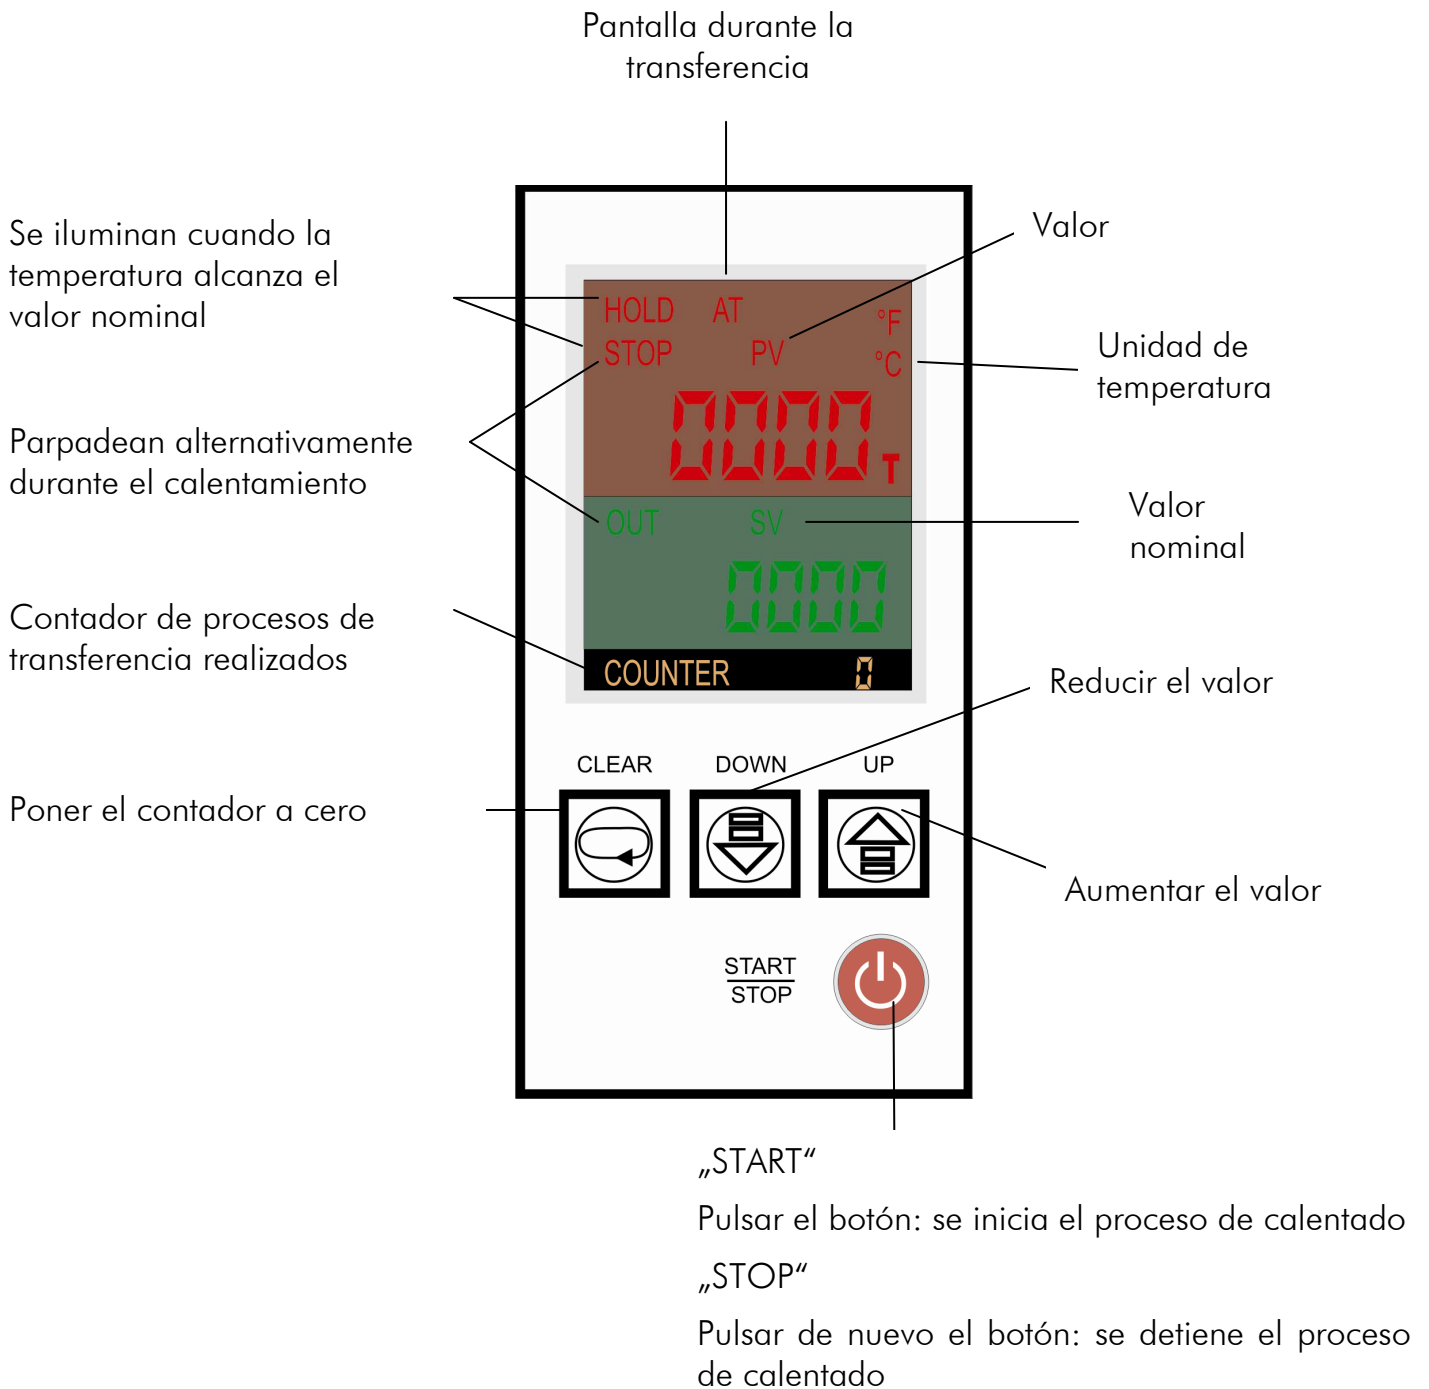 Pantalla durante la
transferencia
Se iluminan cuando la
temperatura alcanza el
valor nominal
Valor
HOLD AT °F
STOP PV °C
Unidad de
temperatura
0000 T
Parpadean alternativamente
durante el calentamiento
OUT SV
Valor
nominal
0000
Contador de procesos de
transferencia realizados
COUNTER 0
Reducir el valor
CLEAR DOWN UP
Poner el contador a cero
Aumentar el valor
START
STOP
„START“
Pulsar el botón: se inicia el proceso de calentado
„STOP“
Pulsar de nuevo el botón: se detiene el proceso
de calentado